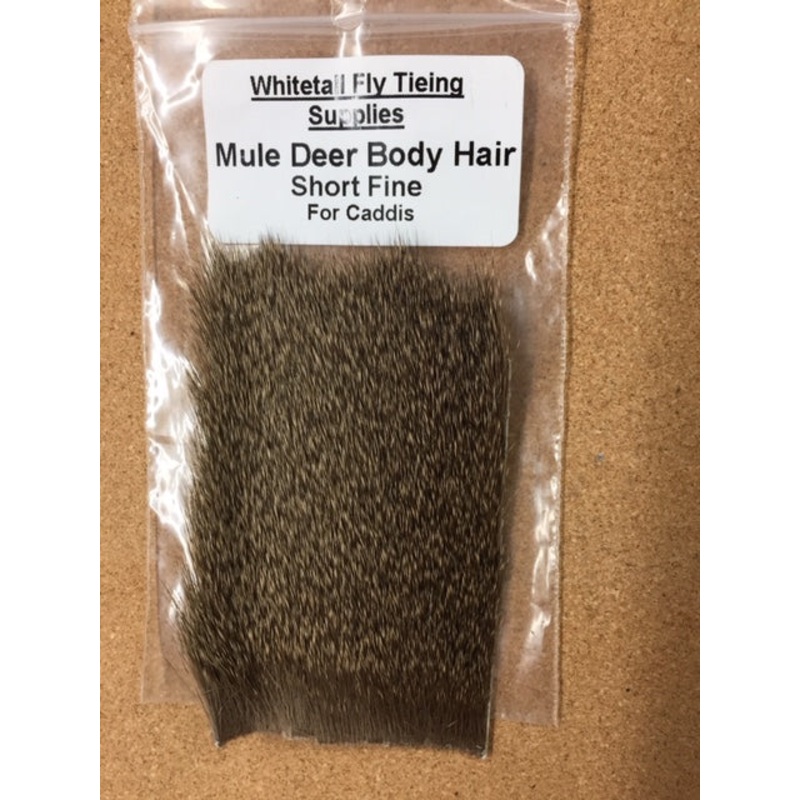 Whitetail Fly Tieing
Supplies
Mule Deer Body Hair
Short Fine
For Caddis